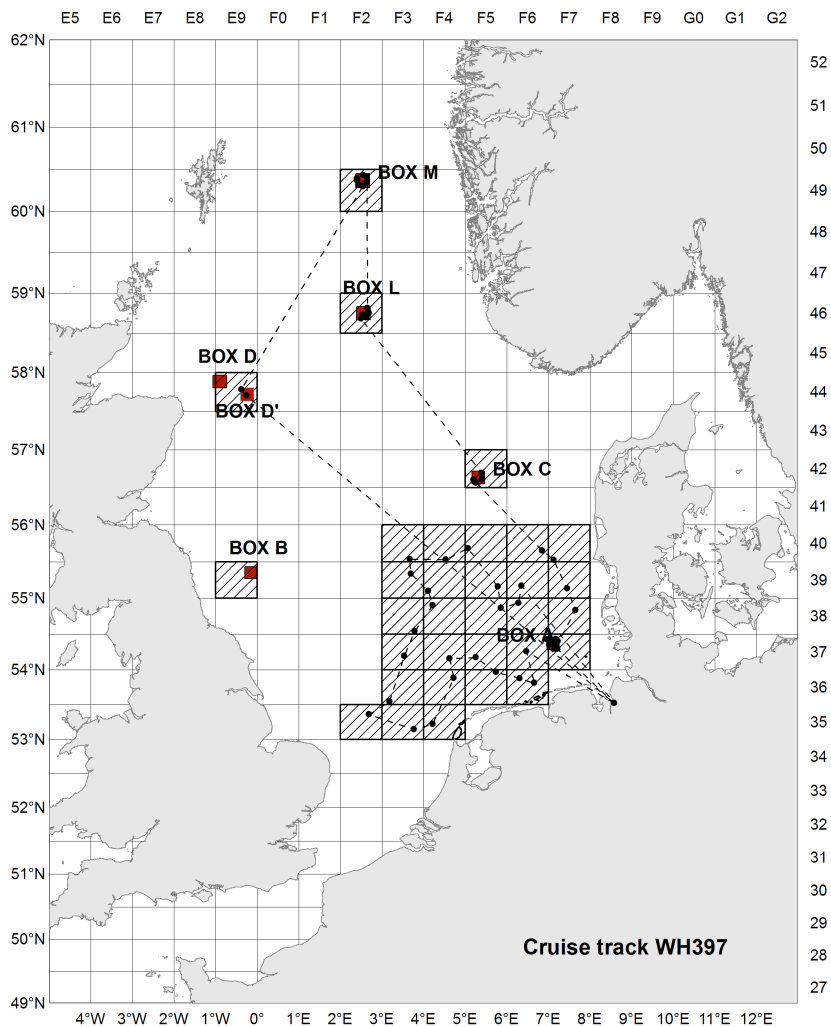 E5 E6 E7 E8 E9 F0 F1 F2 F3 F4 F5 F6 F7 F8 F9 G0 G1 G2
62°N
52
51
61°N
50
BOX M
49
60°N
48
47
59°N
BOX L
46
BOX D
45
58°N
44
BOX D'
43
57°N
BOX C
42
41
56°N
BOX B
40
39
55°N
BOX A
38
37
54°N
36
35
53°N
34
33
52°N
32
31
51°N
30
29
50°N
Cruise track WH397
28
27
49°N
4°W 3°W 2°W 1°W 0° 1°E 2°E 3°E 4°E 5°E 6°E 7°E 8°E 9°E 10°E 11°E 12°E